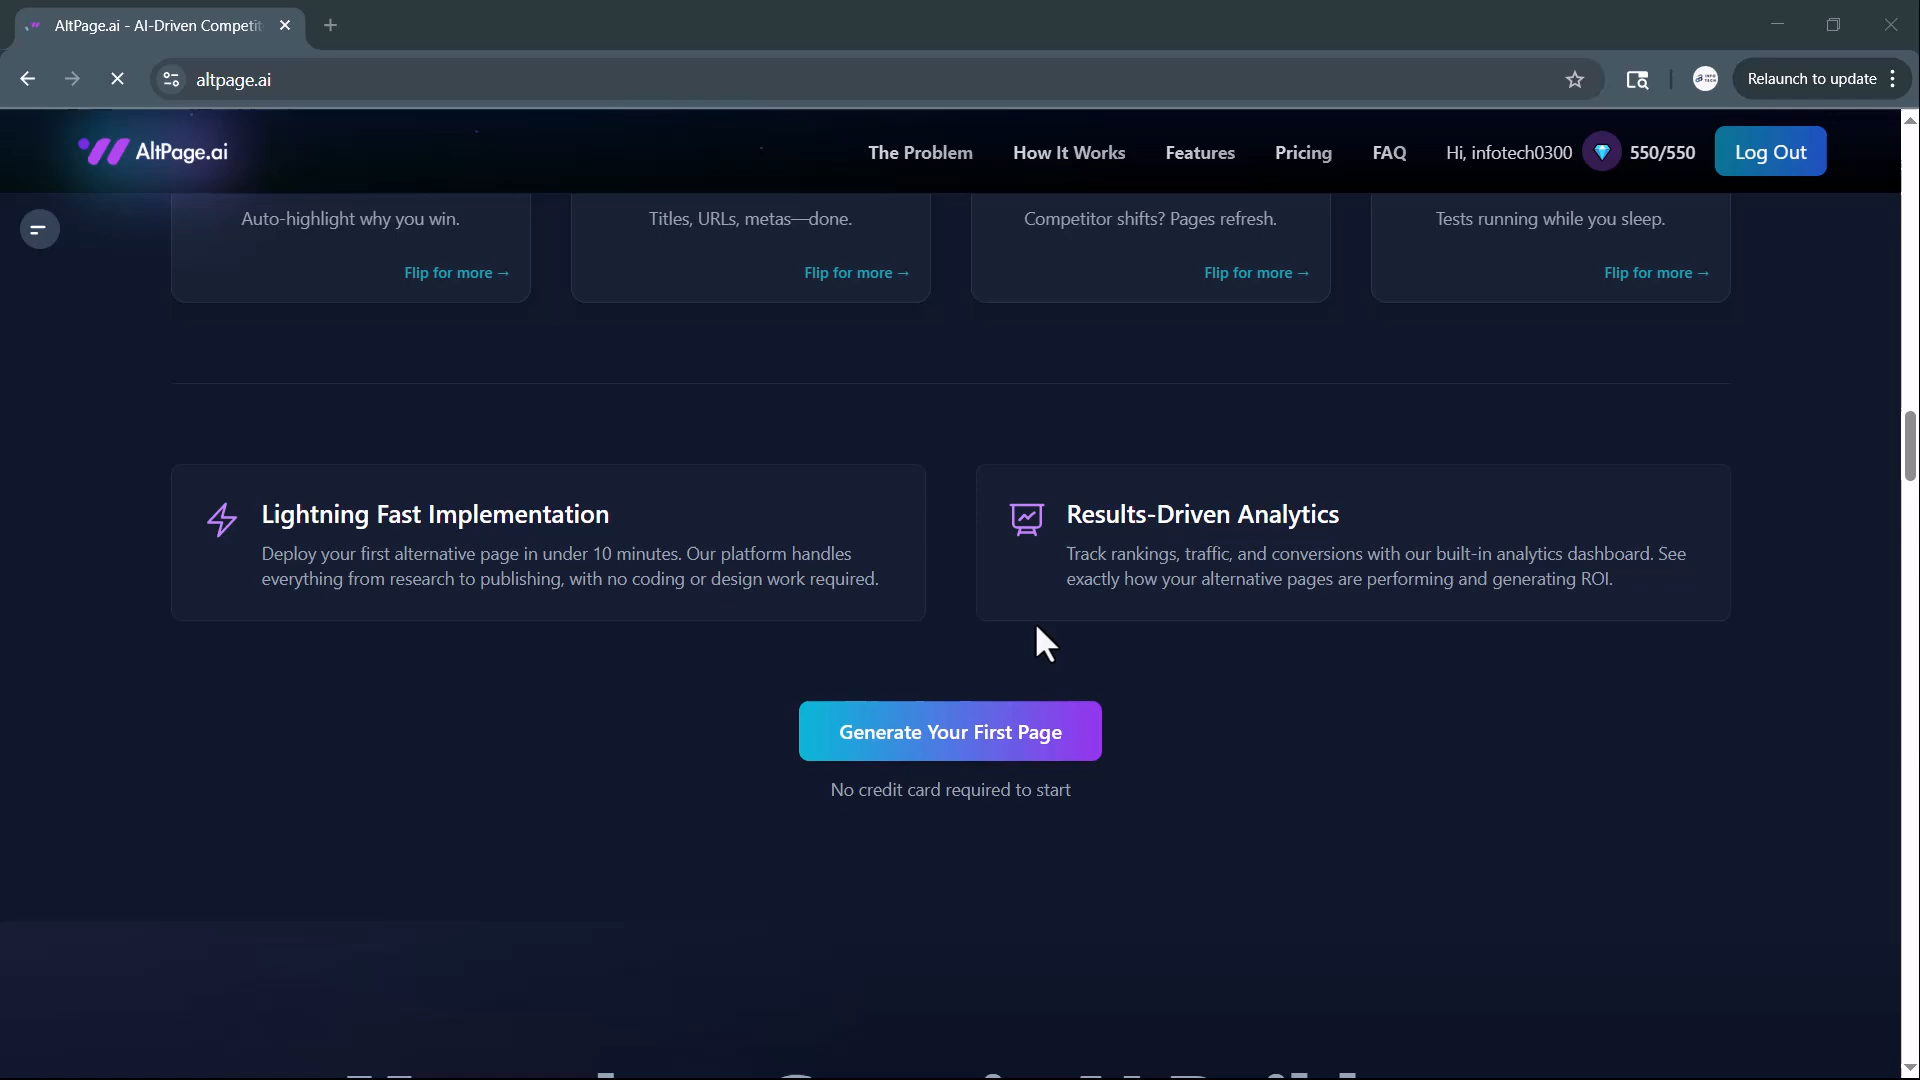 AltPage.ai - AI-Driven Competit
altpage.ai
Relaunch to update
AltPage.ai
The Problem
How It Works
Features
Pricing
FAQ
Hi, infotech0300
550/550
Log Out
Auto-highlight why you win.
Flip for more →
Titles, URLs, metas—done.
Flip for more →
Competitor shifts? Pages refresh.
Flip for more →
Tests running while you sleep.
Flip for more →
Lightning Fast Implementation
Deploy your first alternative page in under 10 minutes. Our platform handles
everything from research to publishing, with no coding or design work required.
Results-Driven Analytics
Track rankings, traffic, and conversions with our built-in analytics dashboard. See
exactly how your alternative pages are performing and generating ROI.
Generate Your First Page
No credit card required to start